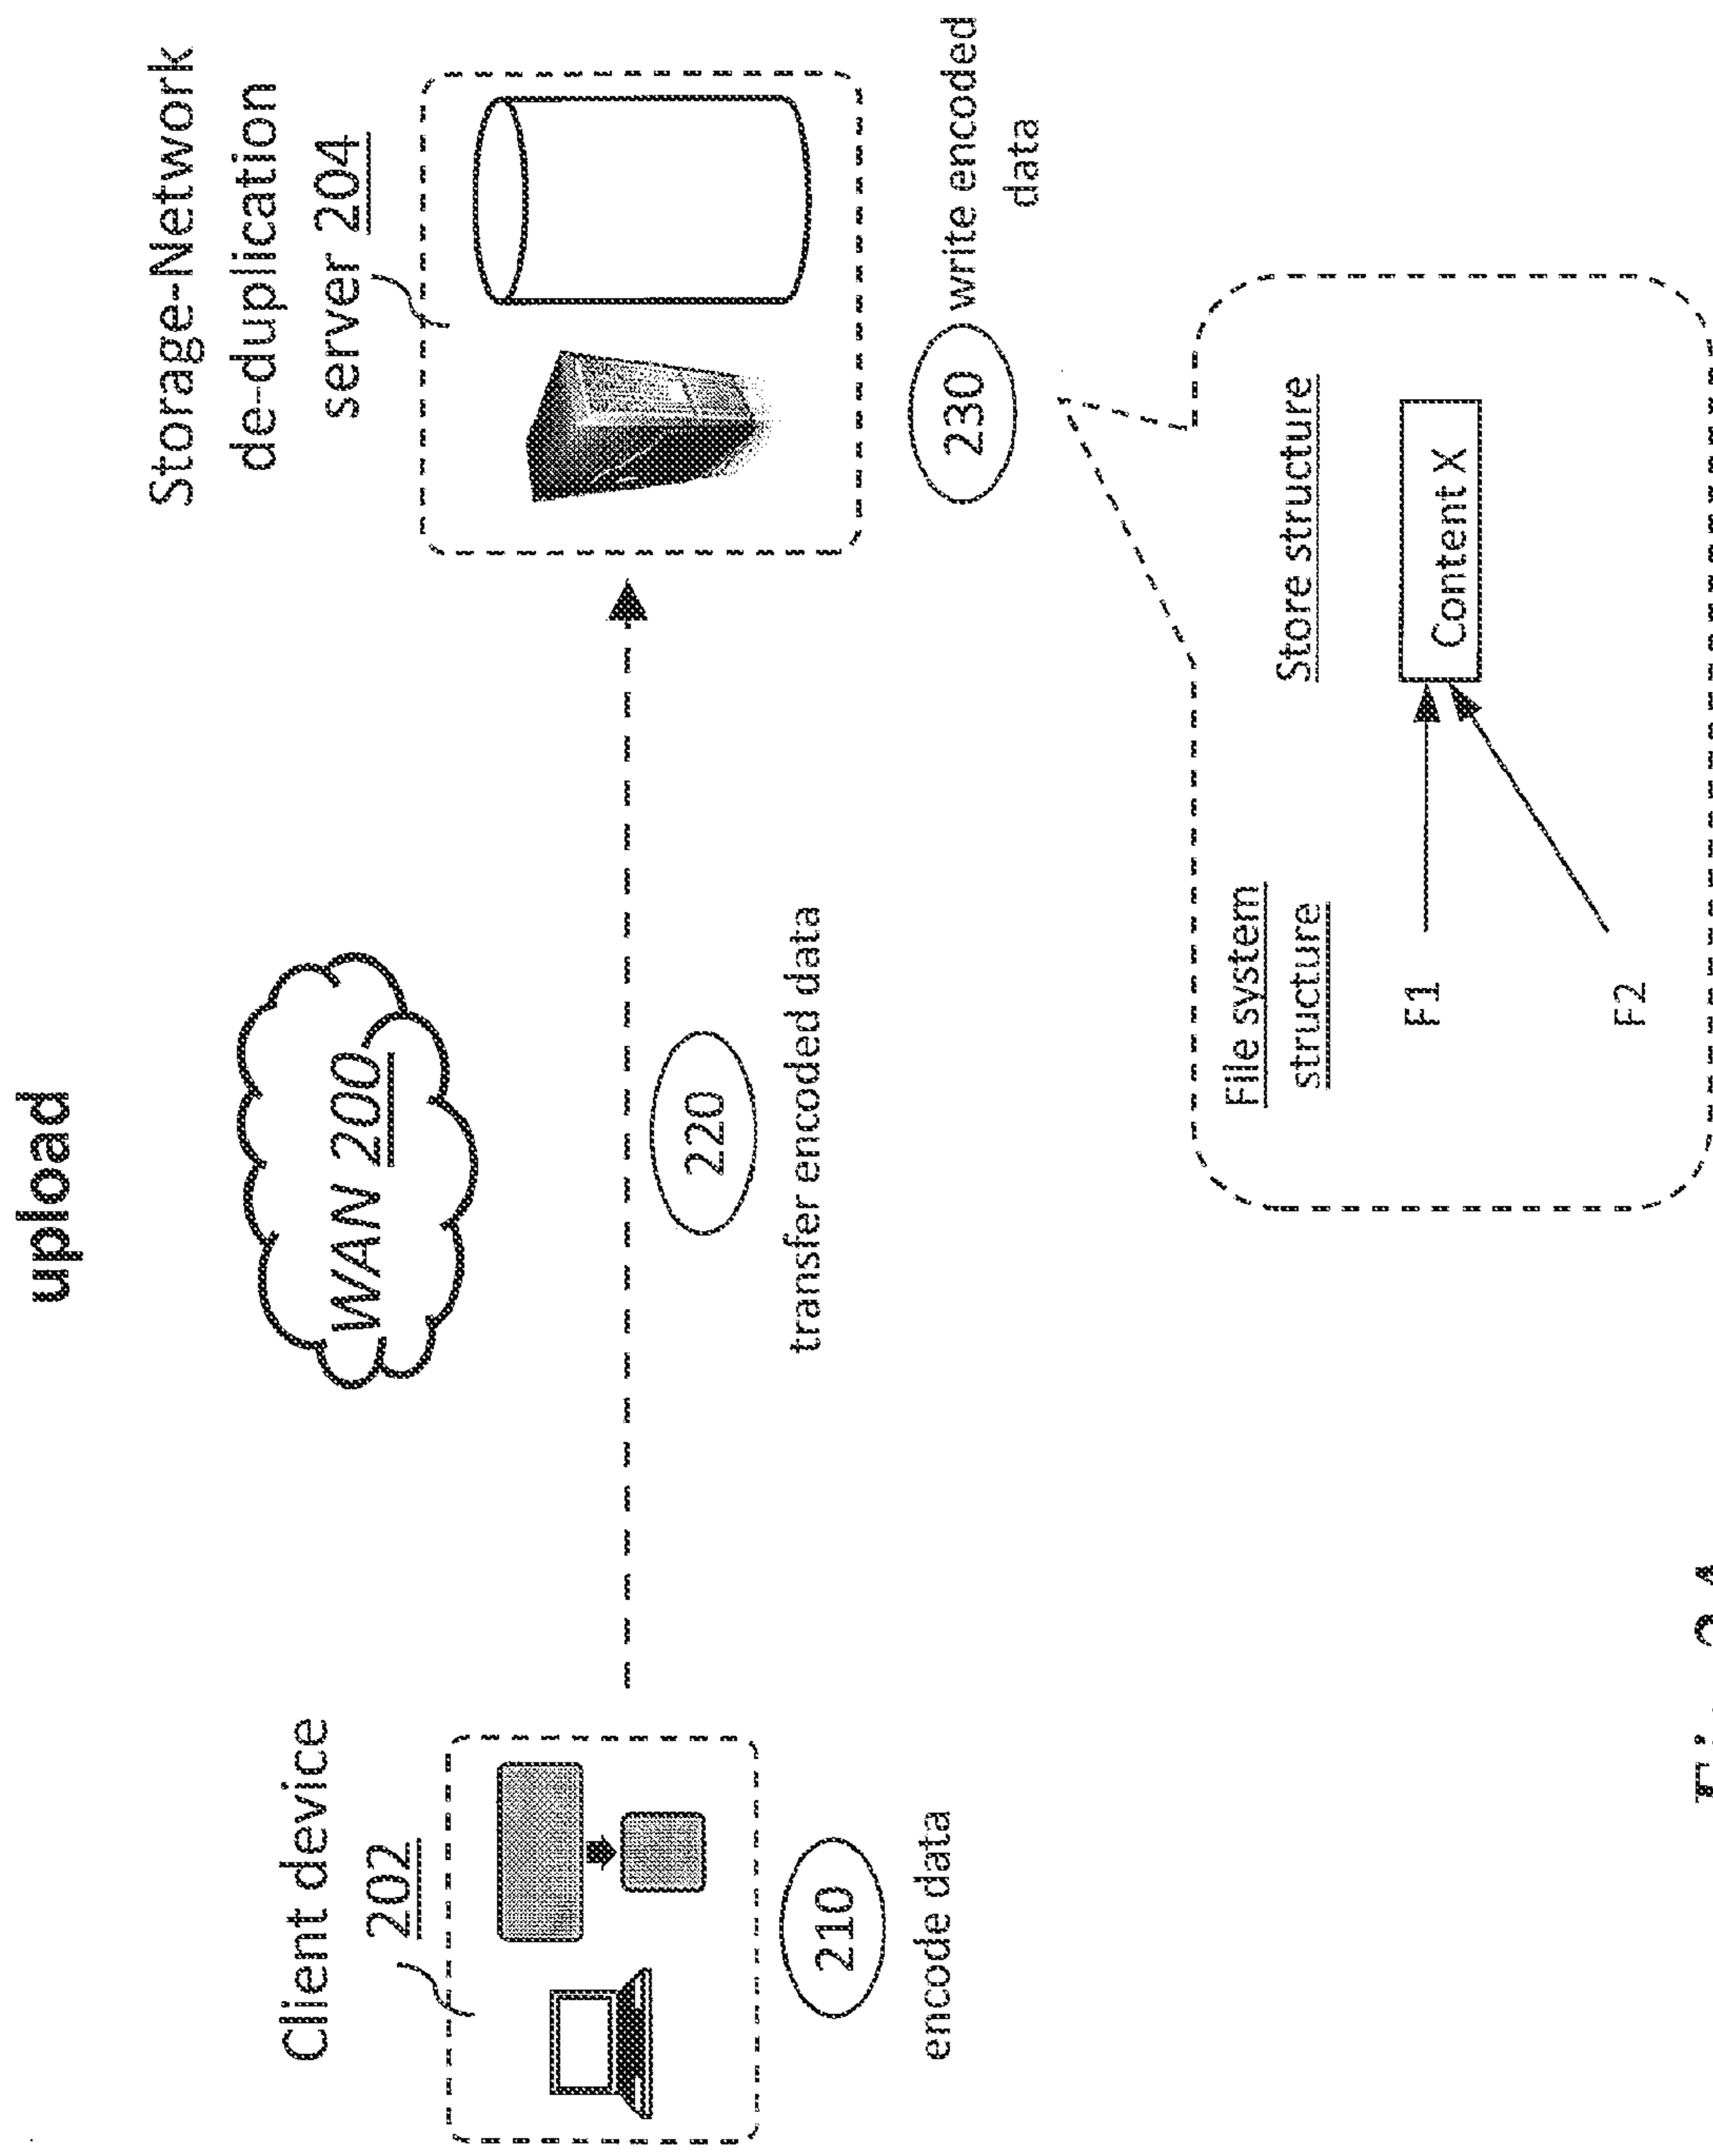 upload
Storage-Network
de-duplication
server 204
Client device
202
WAN 200
220
transfer encoded data
210
encode data
230 write encoded
data
File system
structure
Store structure
F1
Content X
F2